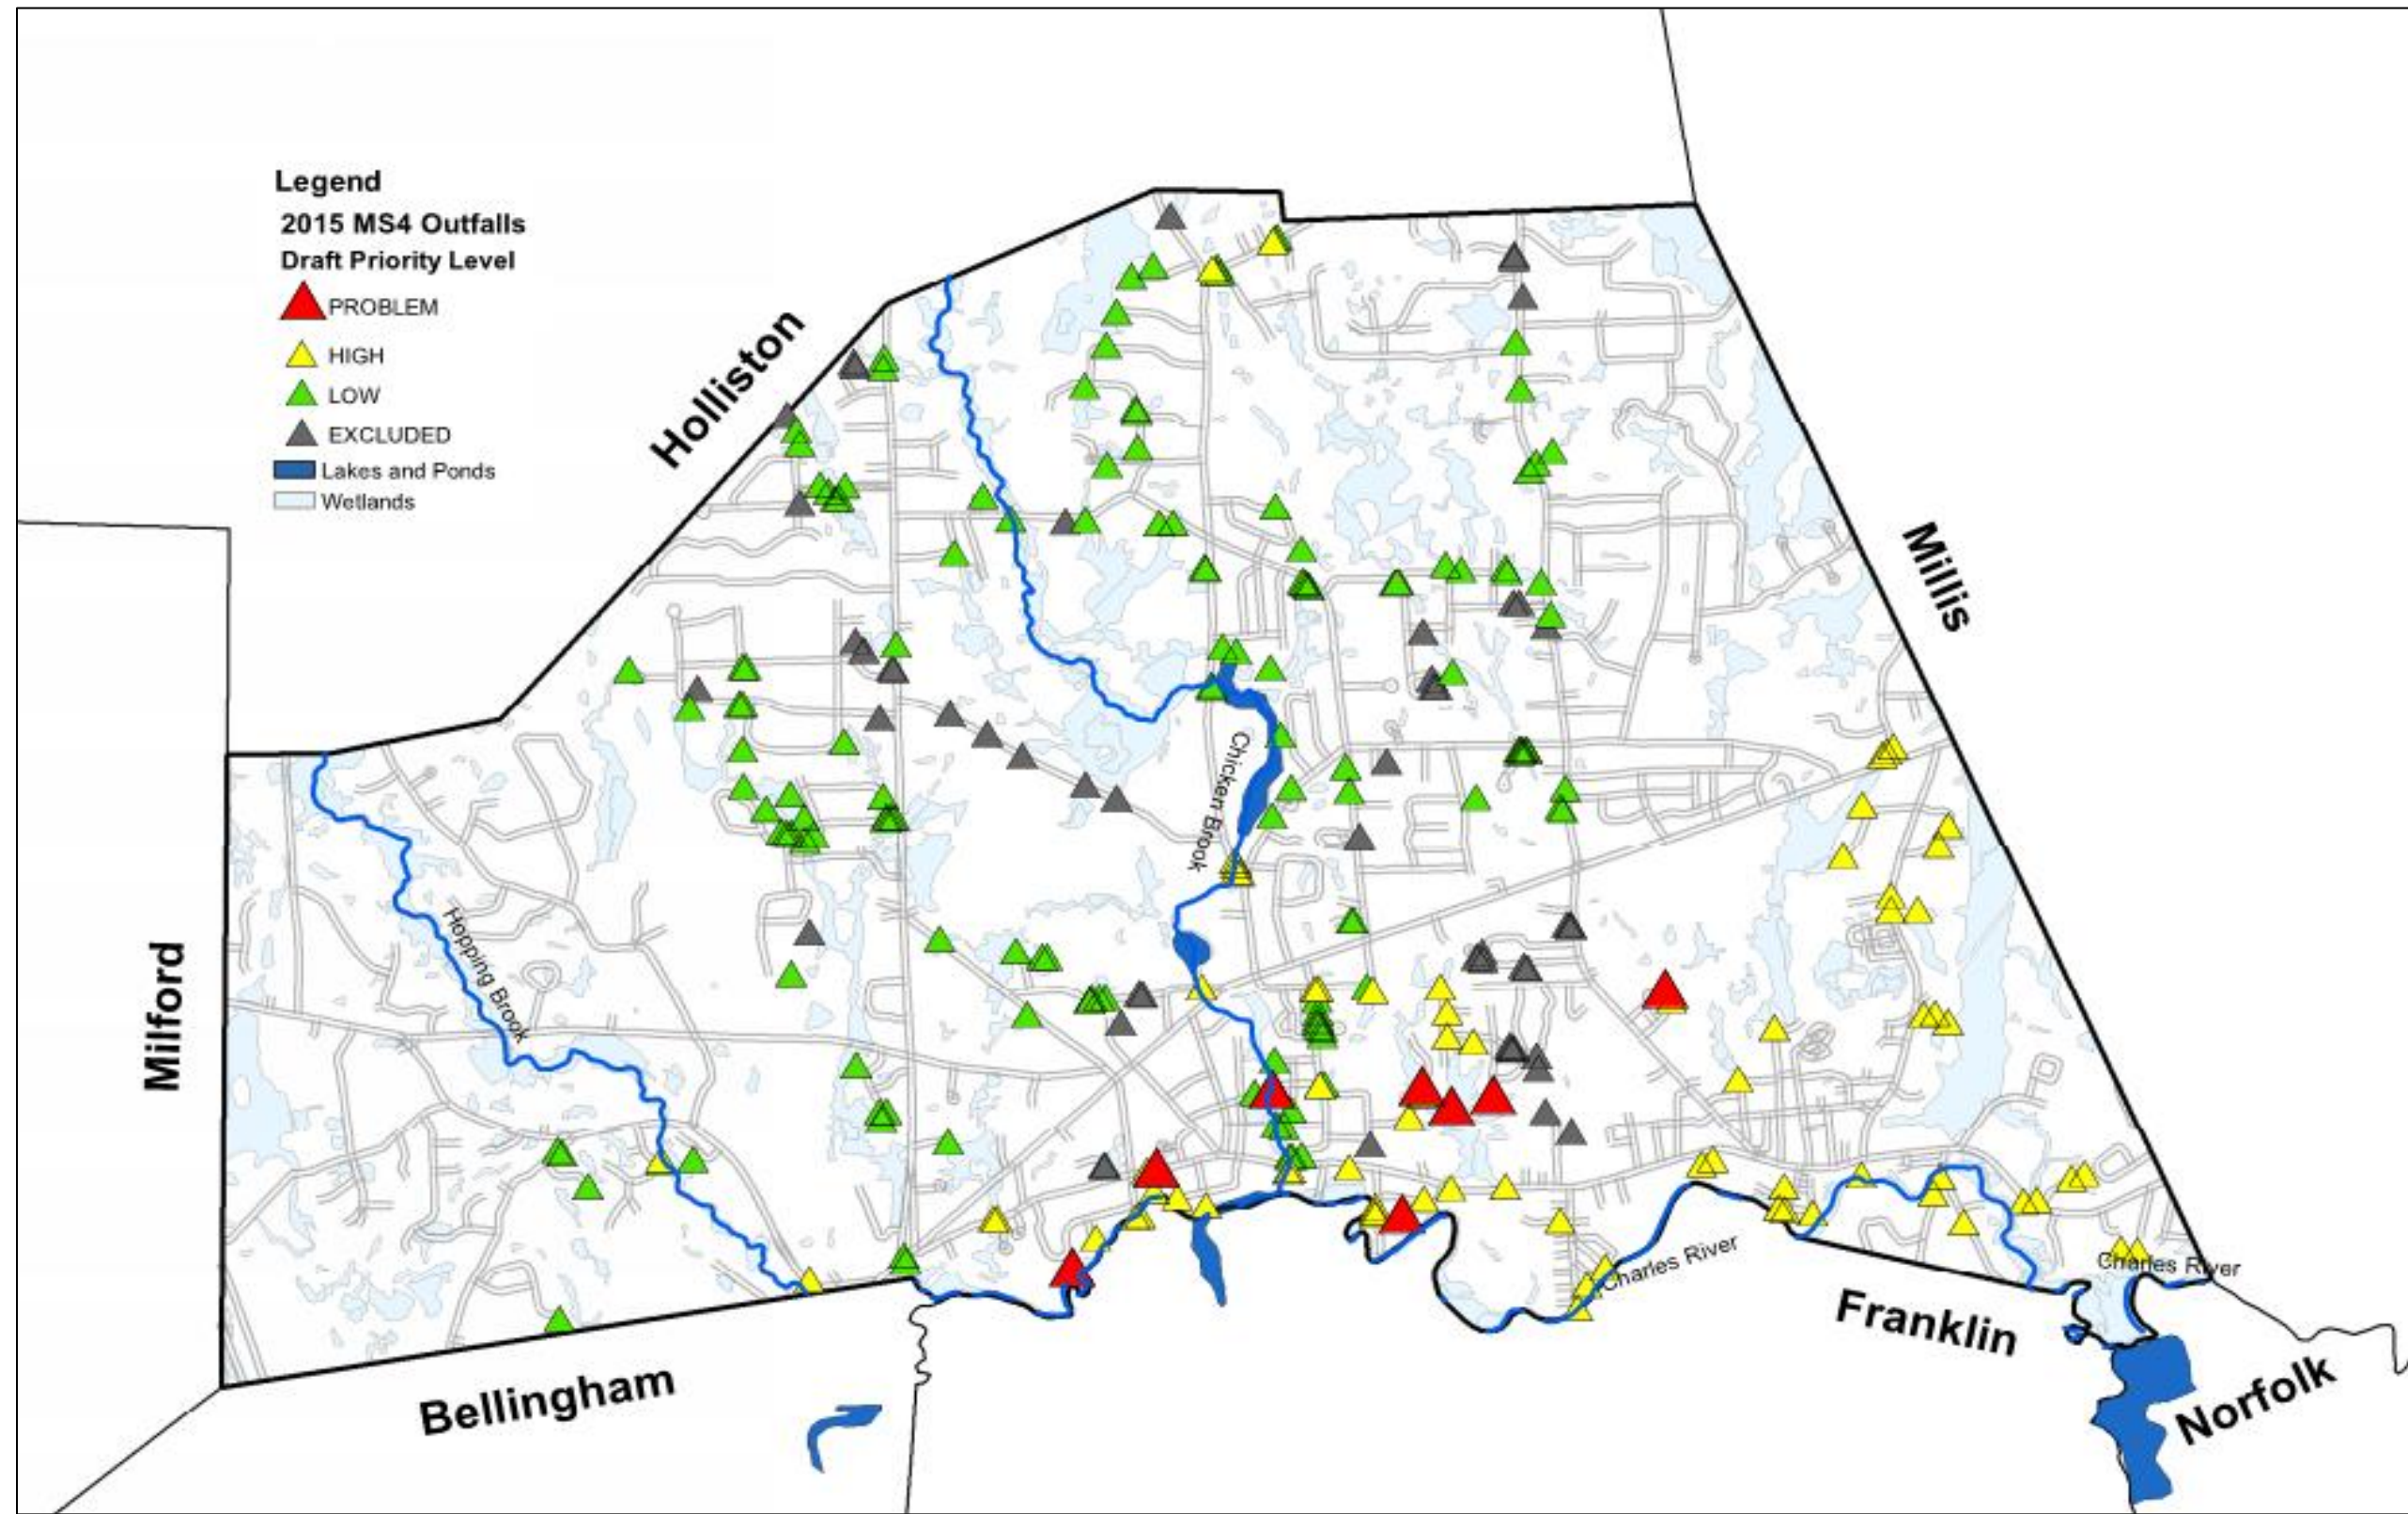 Legend
2015 MS4 Outfalls
Draft Priority Level
PROBLEM
HIGH
LOW
EXCLUDED
Lakes and Ponds
Wetlands
Holliston
Millis
Chicken Brook
Hopping Brook
Milford
Charles River
Charles River
Franklin
Bellingham
Norfolk